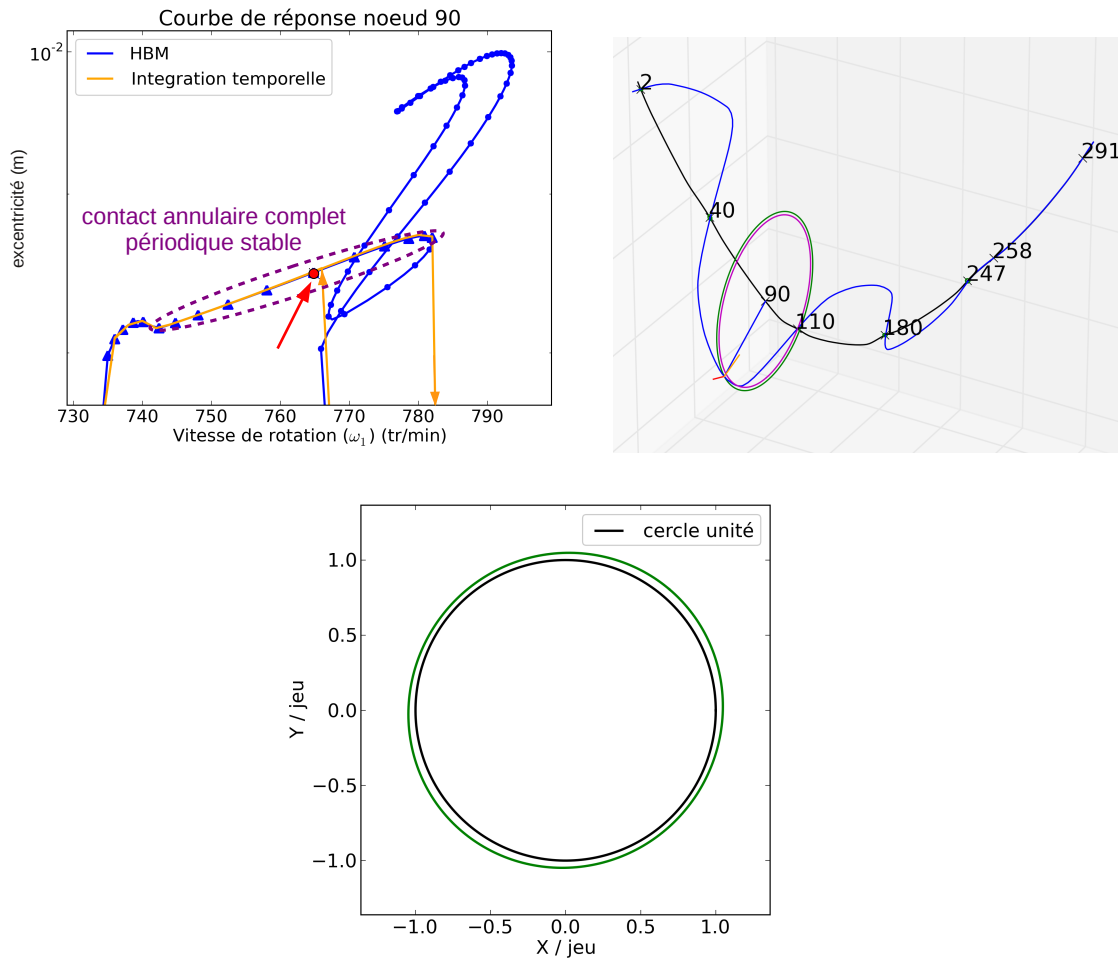 Courbe de réponse noeud 90
HBM
Integration temporelle
10^-2
excentricité (m)
contact annulaire complet
périodique stable
730 740 750 760 770 780 790
Vitesse de rotation (ω₁) (tr/min)
2
40
90
110
180
247
258
291
cercle unité
1.0
0.5
0.0
−0.5
−1.0
Y / jeu
−1.0 −0.5 0.0 0.5 1.0
X / jeu